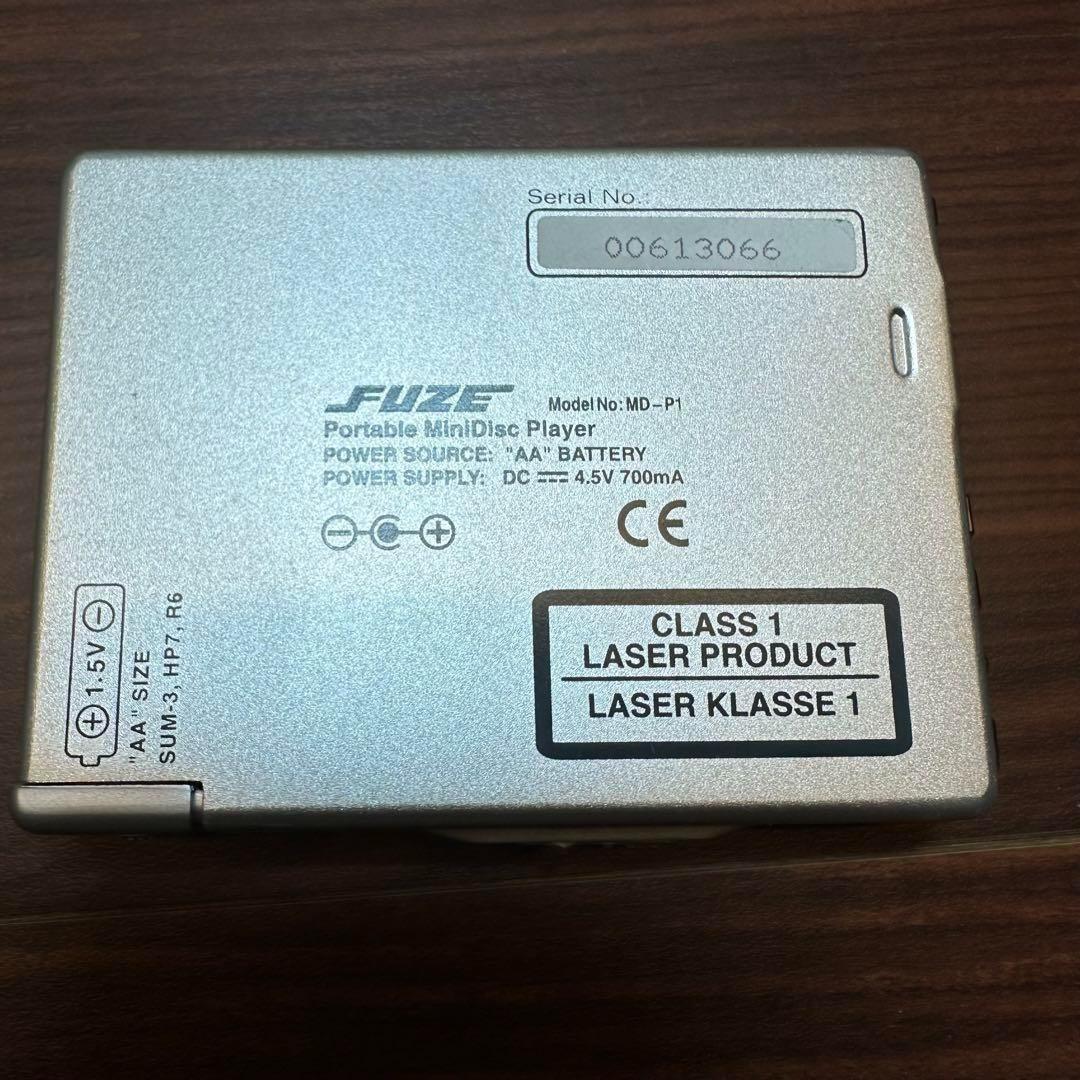 Serial No.:
00613066
FUZE Model No: MD-P1
Portable MiniDisc Player
POWER SOURCE: "AA" BATTERY
POWER SUPPLY: DC ⎓ 4.5V 700mA
CE
+ 1.5V -
"AA" SIZE
SUM-3, HP7, R6
CLASS 1
LASER PRODUCT
LASER KLASSE 1